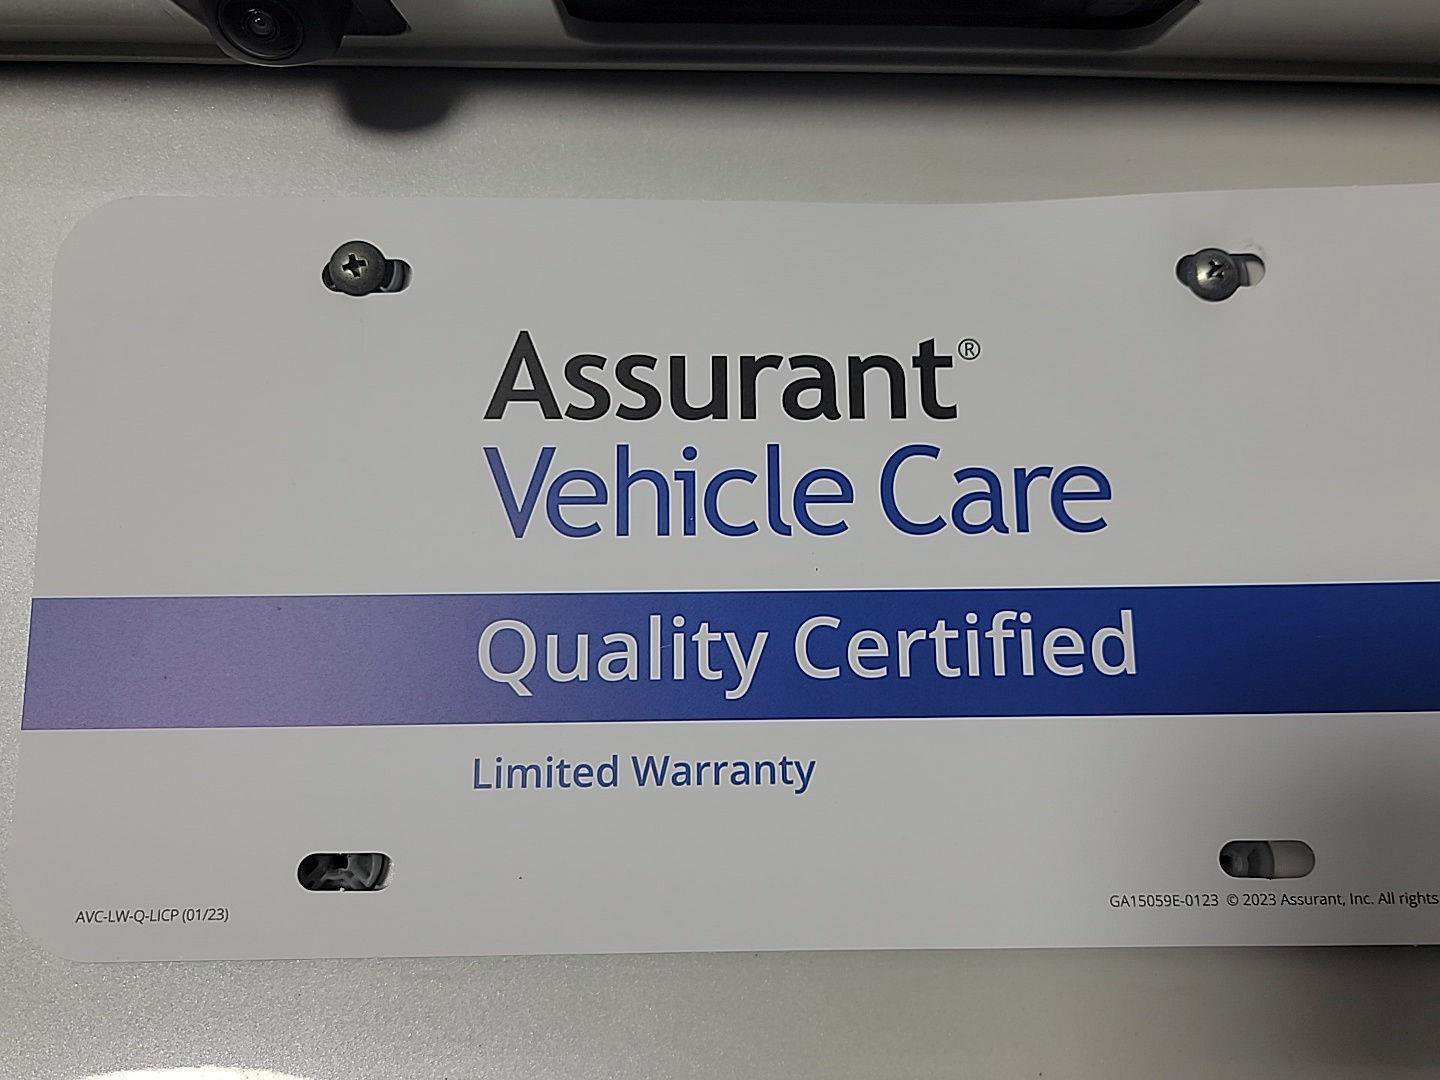 Assurant®
Vehicle Care
Quality Certified
Limited Warranty
AVC-LW-Q-LICP (01/23)
GA15059E-0123 © 2023 Assurant, Inc. All rights